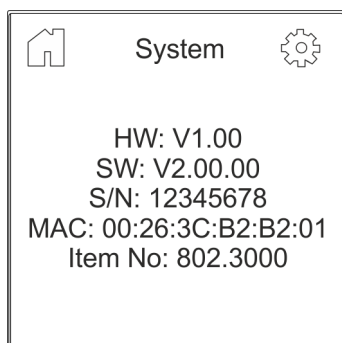 System
HW: V1.00
SW: V2.00.00
S/N: 12345678
MAC: 00:26:3C:B2:B2:01
Item No: 802.3000